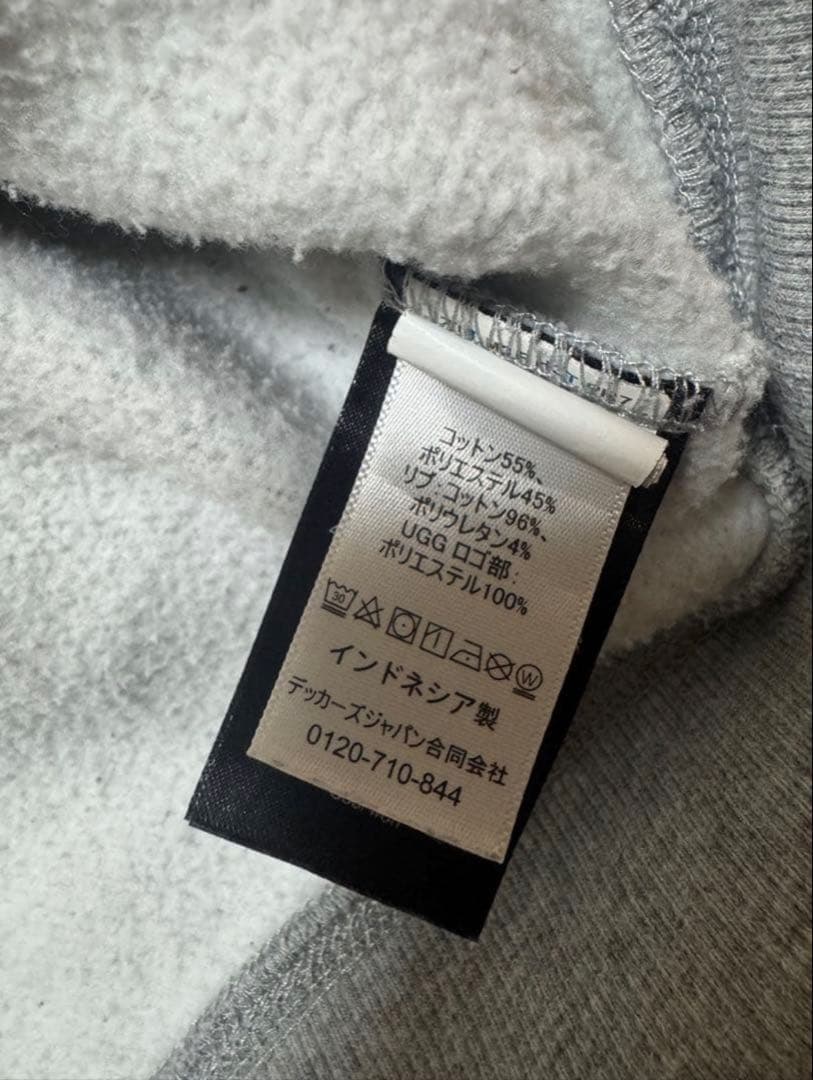 コットン55%、
ポリエステル45%
リブ: コットン96%、
ポリウレタン4%
UGG ロゴ部:
ポリエステル100%
30
W
インドネシア製
デッカーズジャパン合同会社
0120-710-844